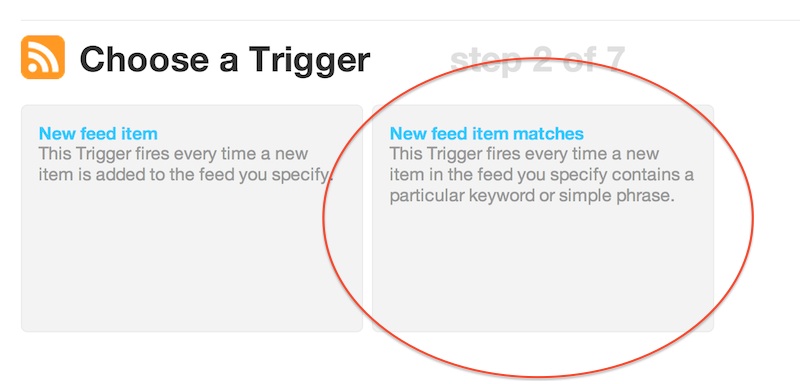 Choose a Trigger
step 2 of 7
New feed item
This Trigger fires every time a new
item is added to the feed you specify.
New feed item matches
This Trigger fires every time a new
item in the feed you specify contains a
particular keyword or simple phrase.